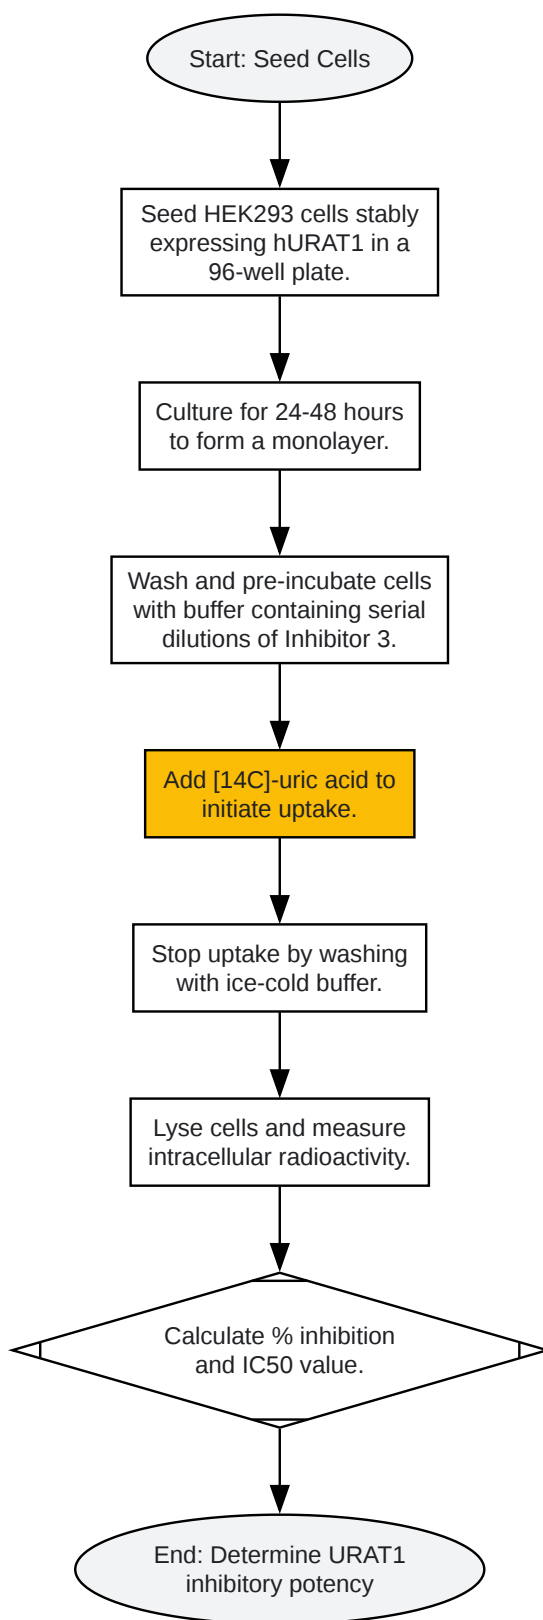 Start: Seed Cells
Seed HEK293 cells stably
expressing hURAT1 in a
96-well plate.
Culture for 24-48 hours
to form a monolayer.
Wash and pre-incubate cells
with buffer containing serial
dilutions of Inhibitor 3.
Add [14C]-uric acid to
initiate uptake.
Stop uptake by washing
with ice-cold buffer.
Lyse cells and measure
intracellular radioactivity.
Calculate % inhibition
and IC50 value.
End: Determine URAT1
inhibitory potency